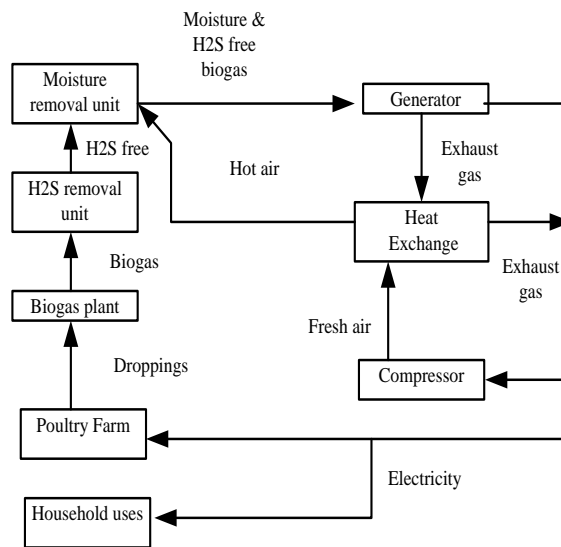 Moisture &
H2S free
biogas
Moisture
removal unit
Generator
H2S free
Hot air
Exhaust
gas
H2S removal
unit
Heat
Exchange
Biogas
Exhaust
gas
Biogas plant
Fresh air
Droppings
Compressor
Poultry Farm
Electricity
Household uses